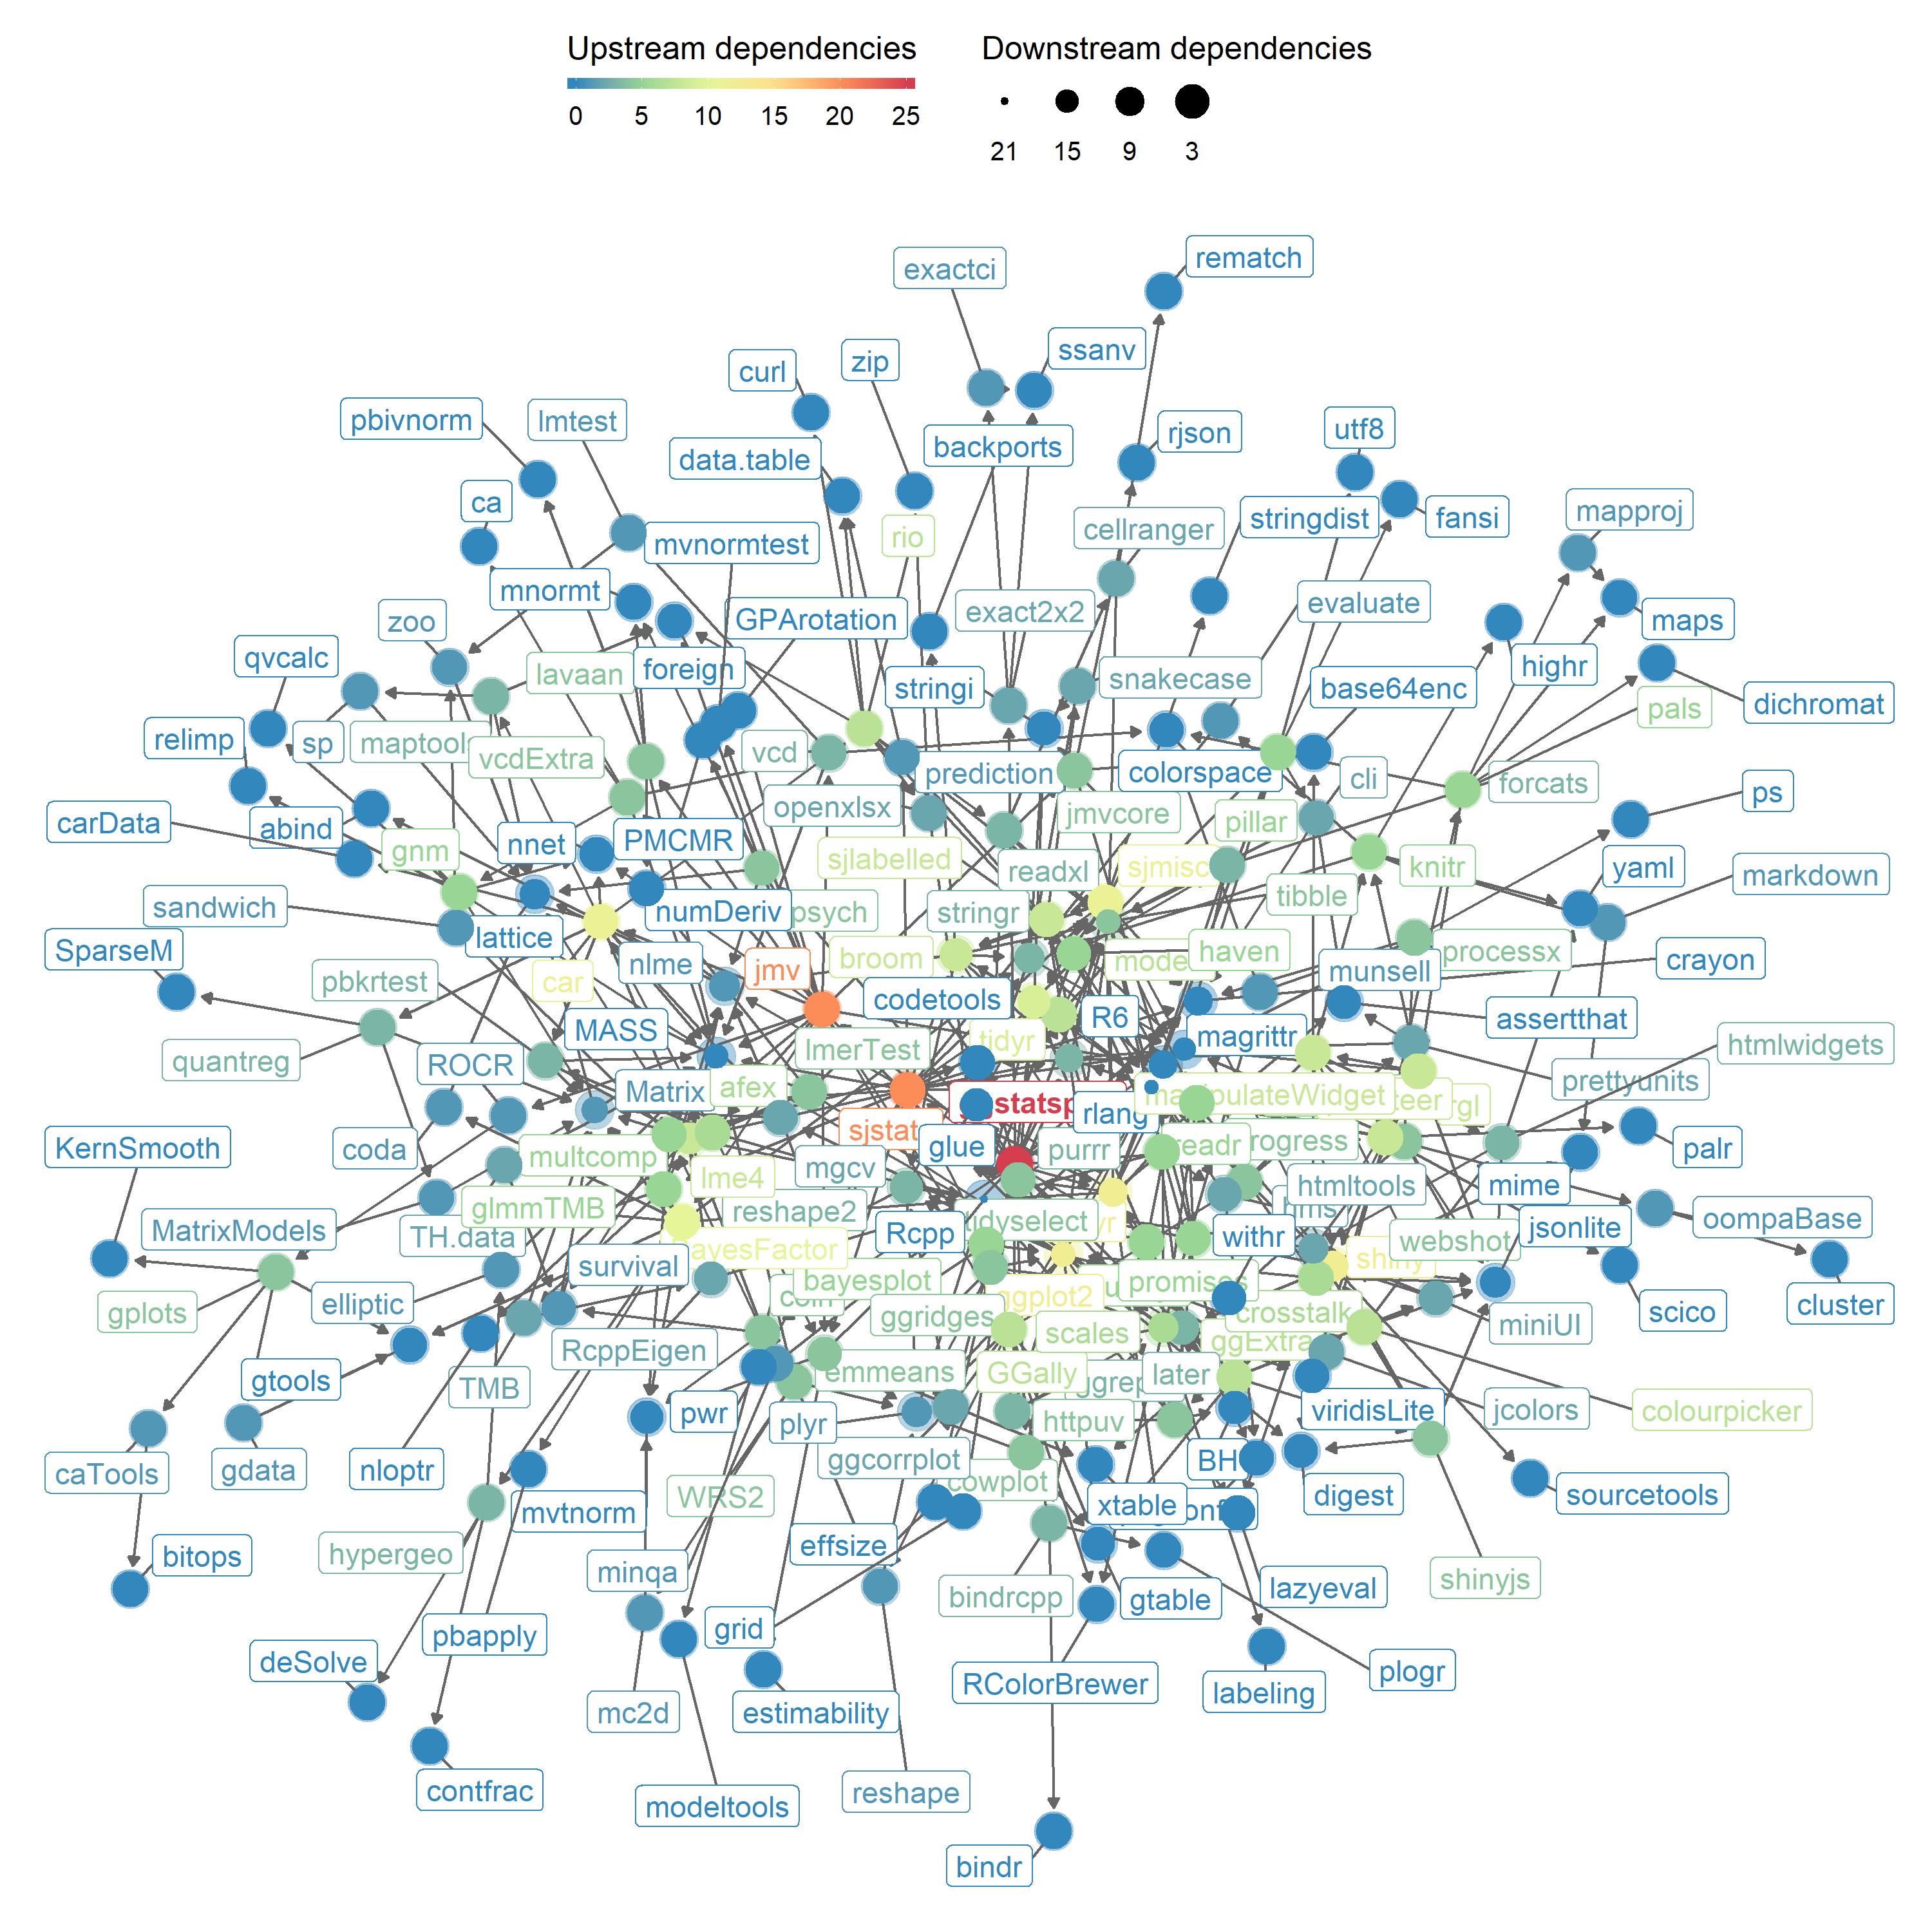 Upstream dependencies
0 5 10 15 20 25
Downstream dependencies
21 15 9 3
rematch
exactci
ssanv
zip
curl
pbivnorm
lmtest
utf8
rjson
backports
data.table
ca
mapproj
stringdist
fansi
cellranger
rio
mvnormtest
mnormt
evaluate
exact2x2
GPArotation
zoo
maps
qvcalc
highr
lavaan
foreign
stringi
snakecase
base64enc
dichromat
pals
relimp
sp
vcdExtra
vcd
prediction
colorspace
cli
forcats
ps
openxlsx
jmvcore
pillar
carData
abind
gnm
nnet
PMCMR
sjlabelled
readxl
sjmisc
knitr
yaml
markdown
tibble
sandwich
numDeriv
psych
stringr
lattice
SparseM
nlme
broom
haven
processx
crayon
pbkrtest
car
jmv
munsell
codetools
R6
assertthat
MASS
magrittr
tidyr
lmerTest
quantreg
ROCR
htmlwidgets
prettyunits
Matrix
afex
manipulateWidget
rgl
rlang
glue
purrr
readr
KernSmooth
coda
multcomp
mgcv
palr
lme4
htmltools
mime
glmmTMB
reshape2
MatrixModels
TH.data
Rcpp
tidyselect
withr
jsonlite
oompaBase
webshot
survival
bayesplot
promises
shiny
elliptic
gplots
ggplot2
ggridges
crosstalk
scico
cluster
miniUI
scales
RcppEigen
emmeans
GGally
ggExtra
later
gtools
TMB
pwr
plyr
httpuv
viridisLite
jcolors
colourpicker
ggcorrplot
BH
caTools
gdata
nloptr
cowplot
WRS2
mvtnorm
xtable
digest
sourcetools
effsize
bitops
hypergeo
minqa
bindrcpp
gtable
lazyeval
shinyjs
pbapply
grid
deSolve
RColorBrewer
plogr
labeling
mc2d
estimability
contfrac
modeltools
reshape
bindr